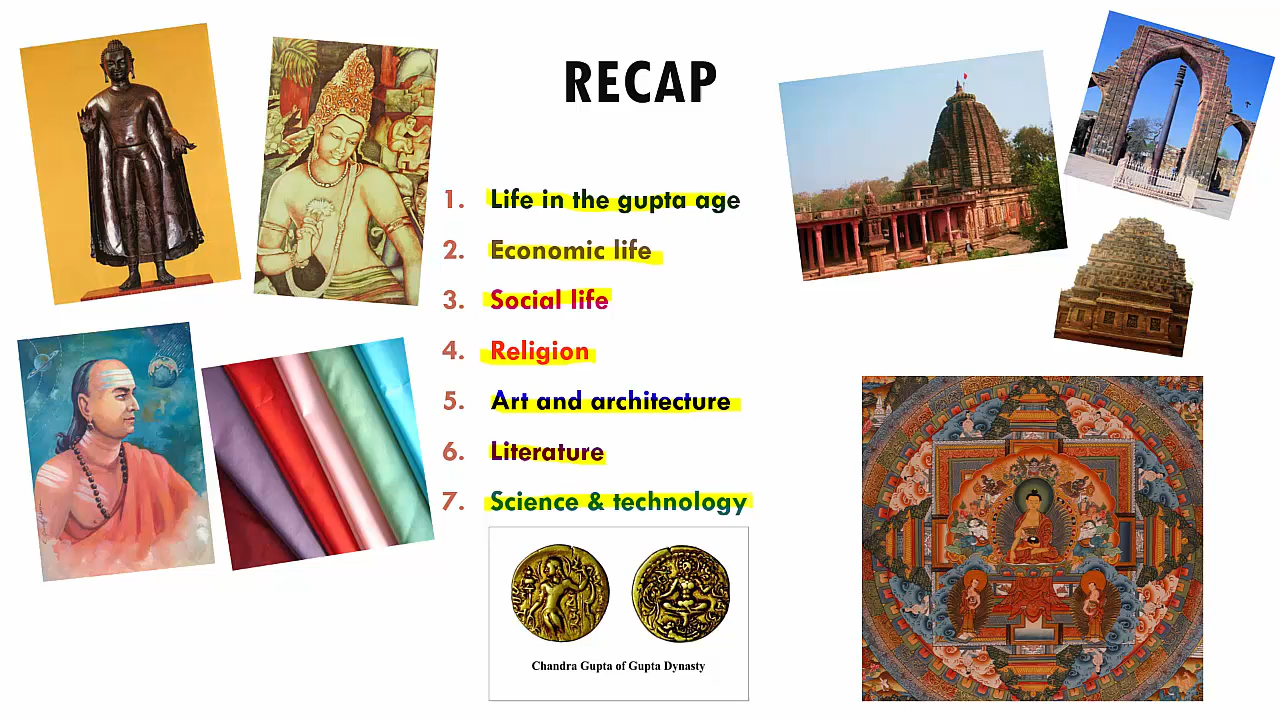 RECAP
1. Life in the gupta age
2. Economic life
3. Social life
4. Religion
5. Art and architecture
6. Literature
7. Science & technology
Chandra Gupta of Gupta Dynasty